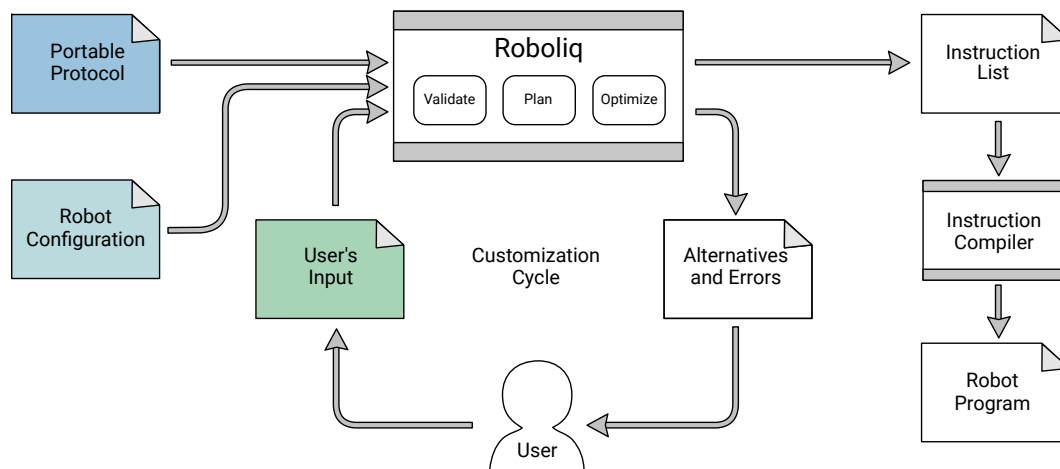 Portable
Protocol
Roboliq
Validate
Plan
Optimize
Instruction
List
Robot
Configuration
User's
Input
Customization
Cycle
Alternatives
and Errors
Instruction
Compiler
User
Robot
Program